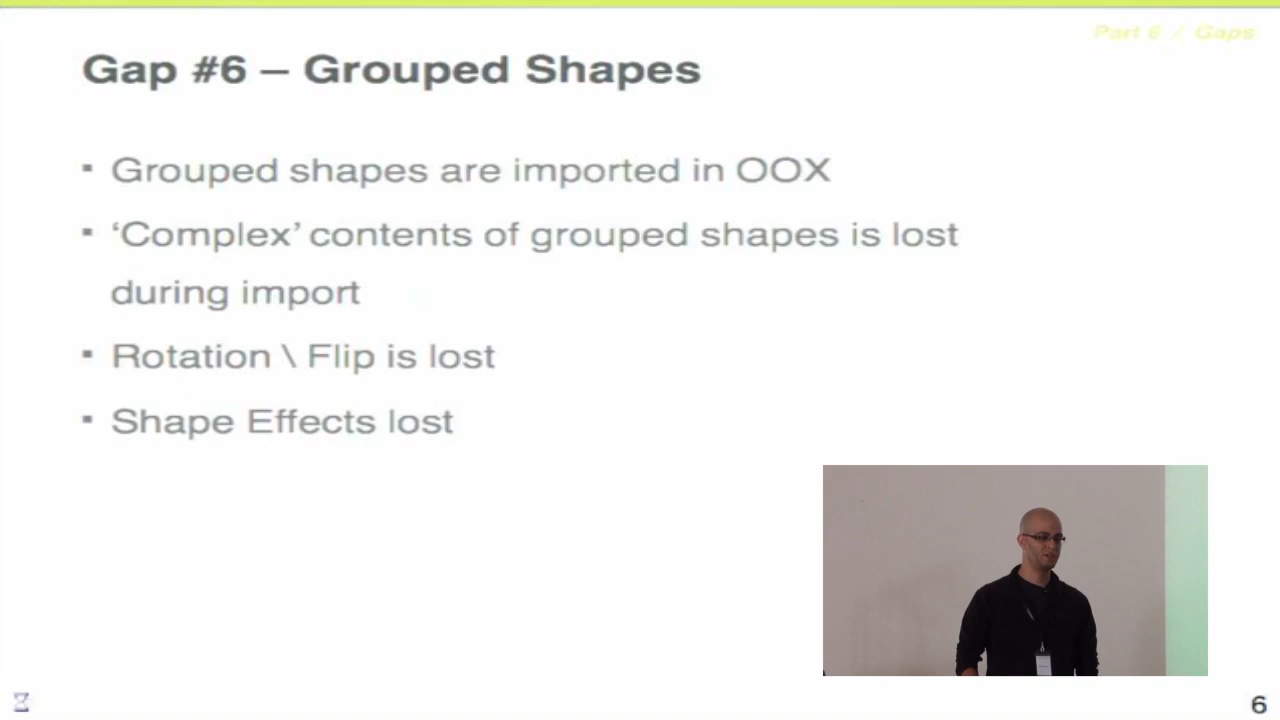 Part 6 / Gaps
Gap #6 – Grouped Shapes
▪ Grouped shapes are imported in OOX
▪ ‘Complex’ contents of grouped shapes is lost
during import
▪ Rotation \ Flip is lost
▪ Shape Effects lost
6